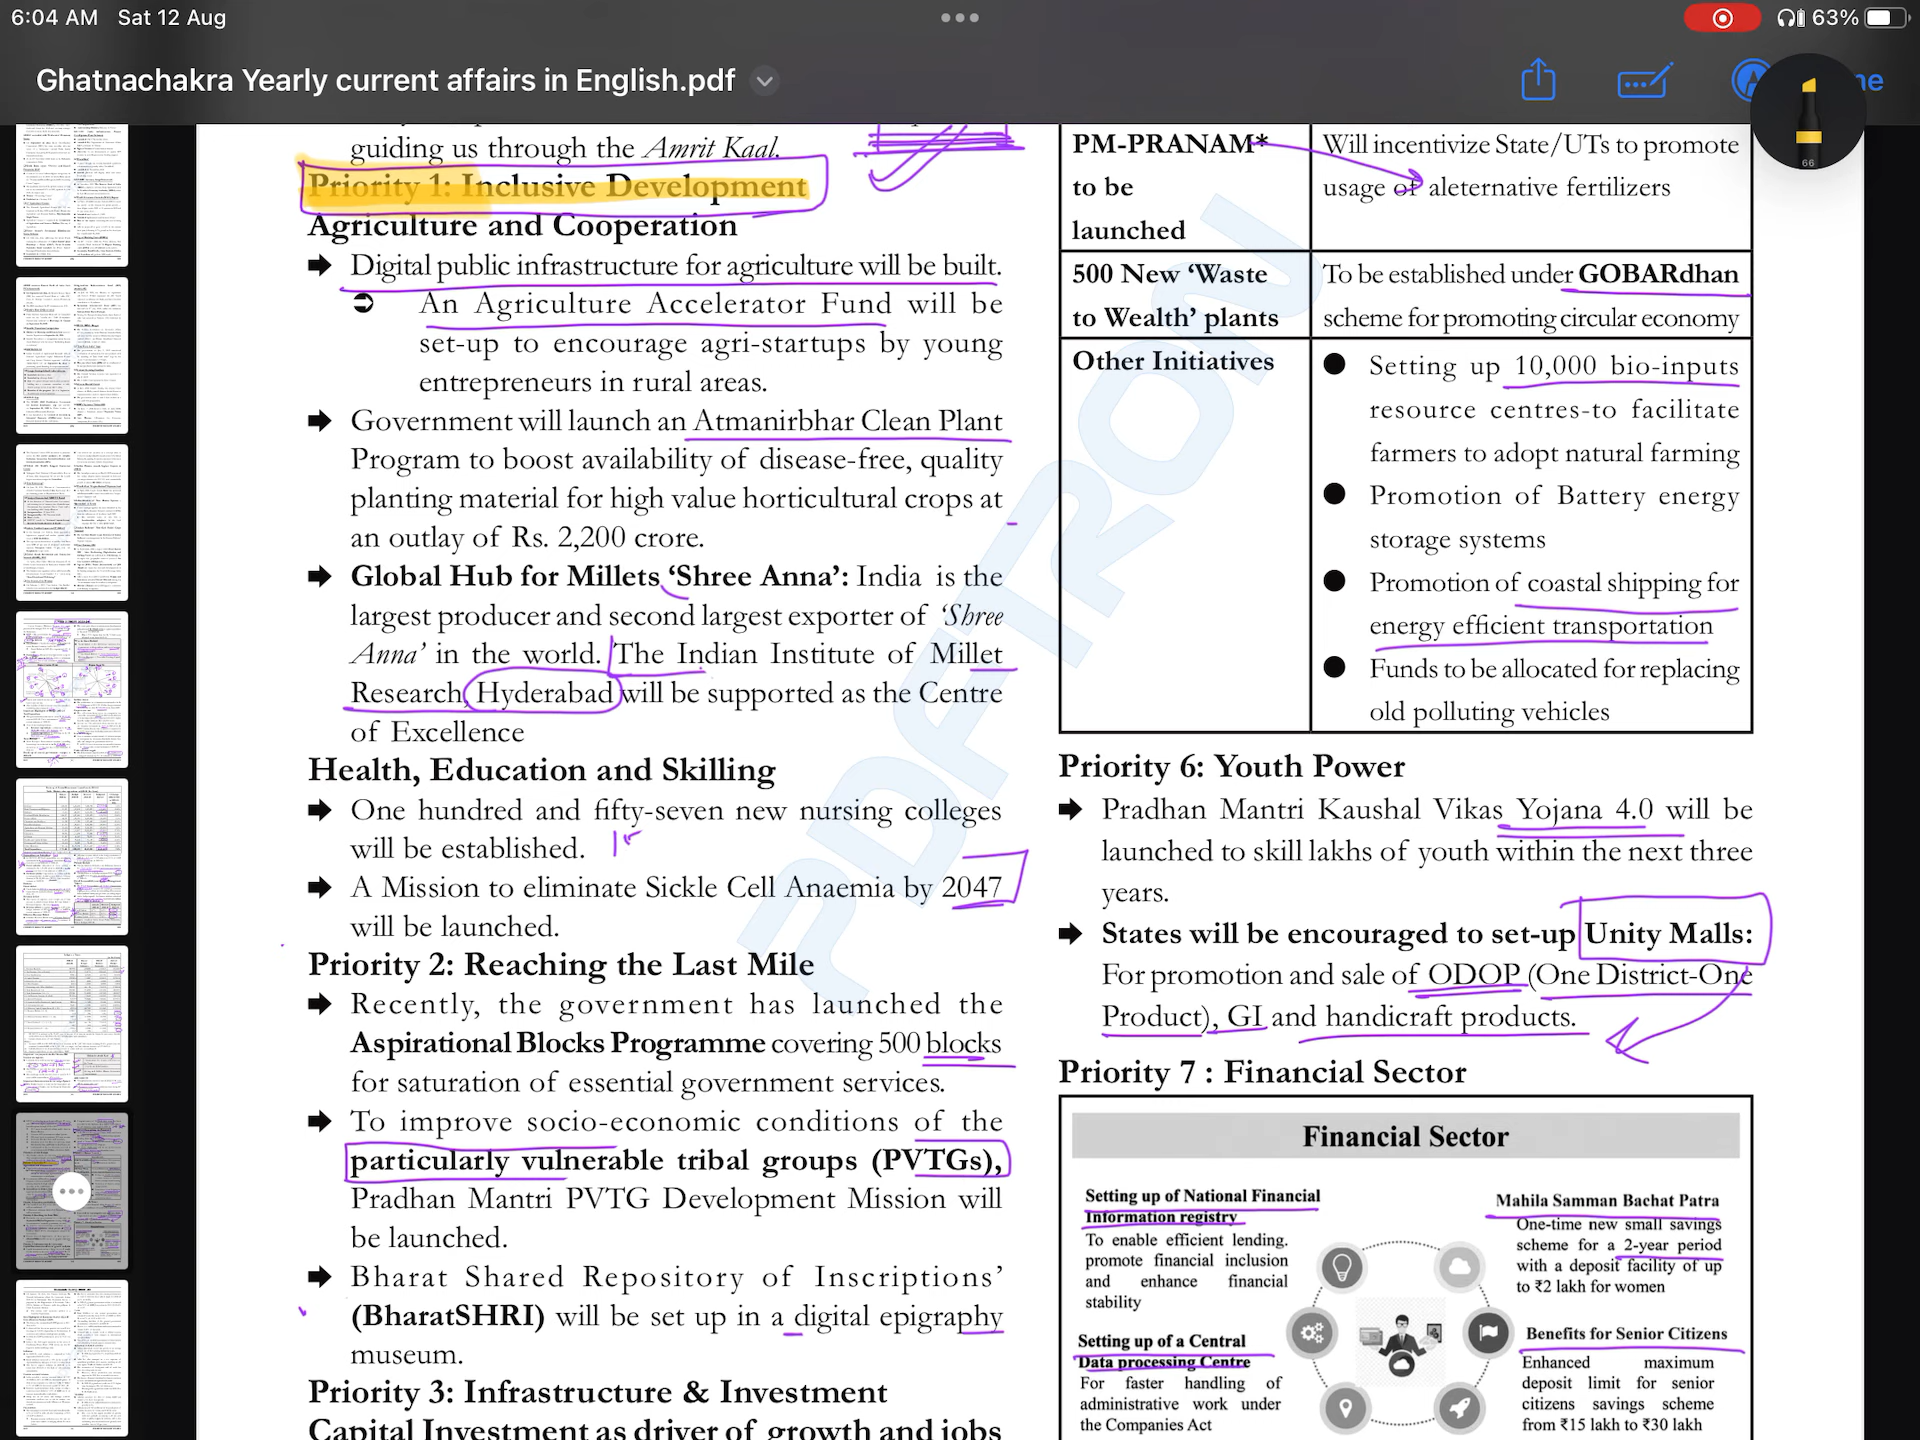 6:04 AM Sat 12 Aug
63%
Ghatnachakra Yearly current affairs in English.pdf
66
guiding us through the Amrit Kaal.
Priority 1: Inclusive Development
Agriculture and Cooperation
➡ Digital public infrastructure for agriculture will be built.
➲ An Agriculture Accelerator Fund will be
set-up to encourage agri-startups by young
entrepreneurs in rural areas.
➡ Government will launch an Atmanirbhar Clean Plant
Program to boost availability of disease-free, quality
planting material for high value horticultural crops at
an outlay of Rs. 2,200 crore.
➡ Global Hub for Millets 'Shree Anna': India is the
largest producer and second largest exporter of 'Shree
Anna' in the world. The Indian Institute of Millet
Research, Hyderabad will be supported as the Centre
of Excellence
Health, Education and Skilling
➡ One hundred and fifty-seven new nursing colleges
will be established.
➡ A Mission to eliminate Sickle Cell Anaemia by 2047
will be launched.
Priority 2: Reaching the Last Mile
➡ Recently, the government has launched the
Aspirational Blocks Programme covering 500 blocks
for saturation of essential government services.
➡ To improve socio-economic conditions of the
particularly vulnerable tribal groups (PVTGs),
Pradhan Mantri PVTG Development Mission will
be launched.
➡ Bharat Shared Repository of Inscriptions'
(BharatSHRI) will be set up in a digital epigraphy
museum.
Priority 3: Infrastructure & Investment
Capital Investment as driver of growth and jobs
PM-PRANAM*
to be
launched
Will incentivize State/UTs to promote
usage of aleternative fertilizers
500 New 'Waste
to Wealth' plants
To be established under GOBARdhan
scheme for promoting circular economy
Other Initiatives
● Setting up 10,000 bio-inputs
resource centres-to facilitate
farmers to adopt natural farming
● Promotion of Battery energy
storage systems
● Promotion of coastal shipping for
energy efficient transportation
● Funds to be allocated for replacing
old polluting vehicles
Priority 6: Youth Power
➡ Pradhan Mantri Kaushal Vikas Yojana 4.0 will be
launched to skill lakhs of youth within the next three
years.
➡ States will be encouraged to set-up Unity Malls:
For promotion and sale of ODOP (One District-One
Product), GI and handicraft products.
Priority 7 : Financial Sector
Financial Sector
Setting up of National Financial
Information registry
To enable efficient lending.
promote financial inclusion
and enhance financial
stability
Setting up of a Central
Data processing Centre
For faster handling of
administrative work under
the Companies Act
Mahila Samman Bachat Patra
One-time new small savings
scheme for a 2-year period
with a deposit facility of up
to ₹2 lakh for women
Benefits for Senior Citizens
Enhanced maximum
deposit limit for senior
citizens savings scheme
from ₹15 lakh to ₹30 lakh
PDFTRON